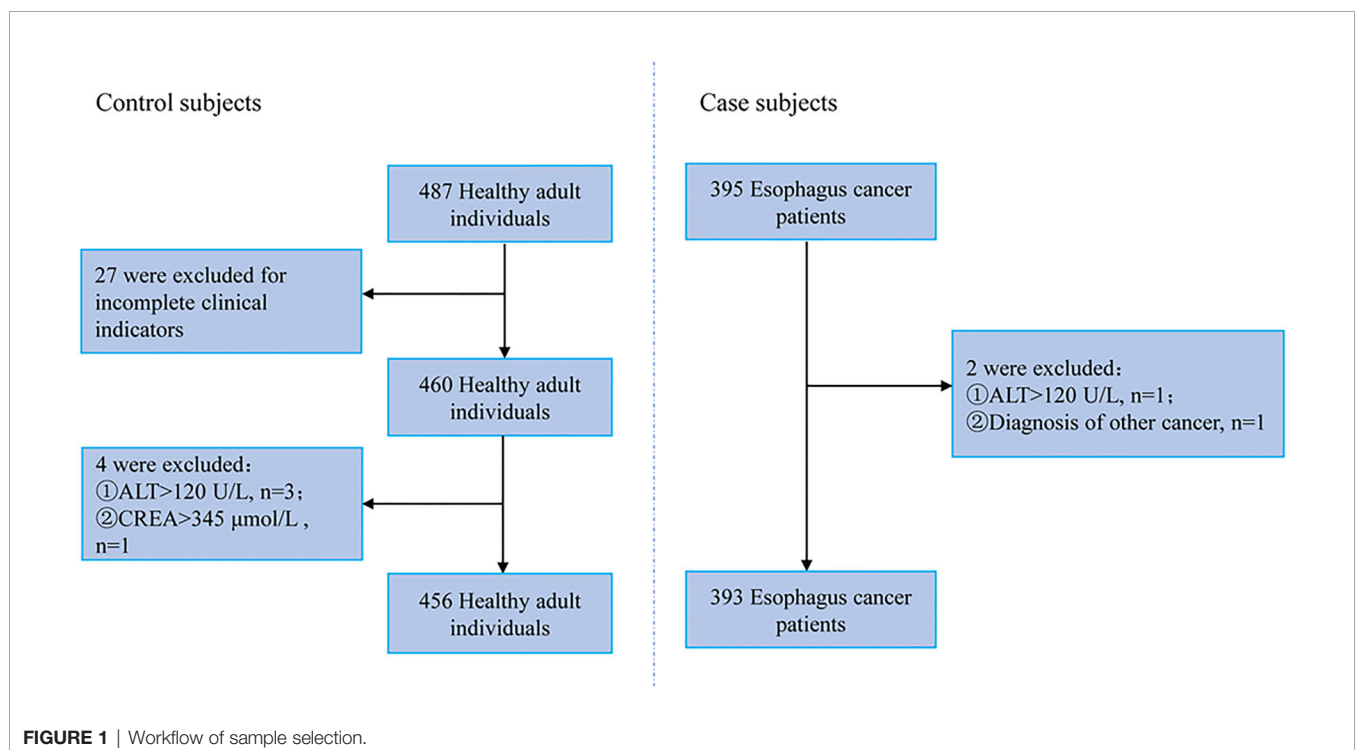 Control subjects
487 Healthy adult
individuals
27 were excluded for
incomplete clinical
indicators
460 Healthy adult
individuals
4 were excluded：
①ALT>120 U/L, n=3；
②CREA>345 μmol/L ,
n=1
456 Healthy adult
individuals
Case subjects
395 Esophagus cancer
patients
2 were excluded：
①ALT>120 U/L, n=1；
②Diagnosis of other cancer, n=1
393 Esophagus cancer
patients
FIGURE 1 | Workflow of sample selection.